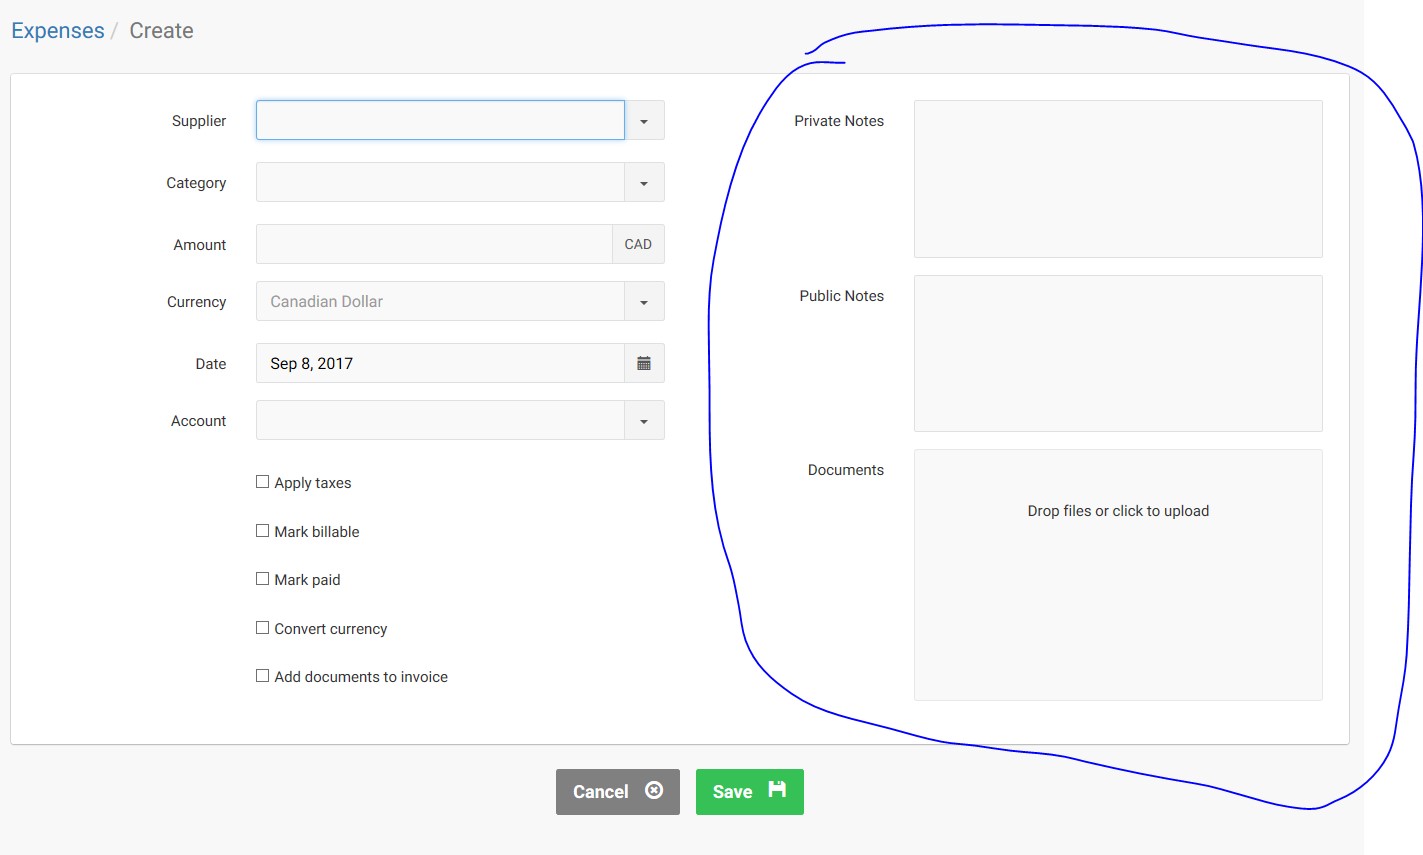 Expenses / Create
Supplier
Category
Amount CAD
Currency Canadian Dollar
Date Sep 8, 2017
Account
Apply taxes
Mark billable
Mark paid
Convert currency
Add documents to invoice
Private Notes
Public Notes
Documents
Drop files or click to upload
Cancel
Save